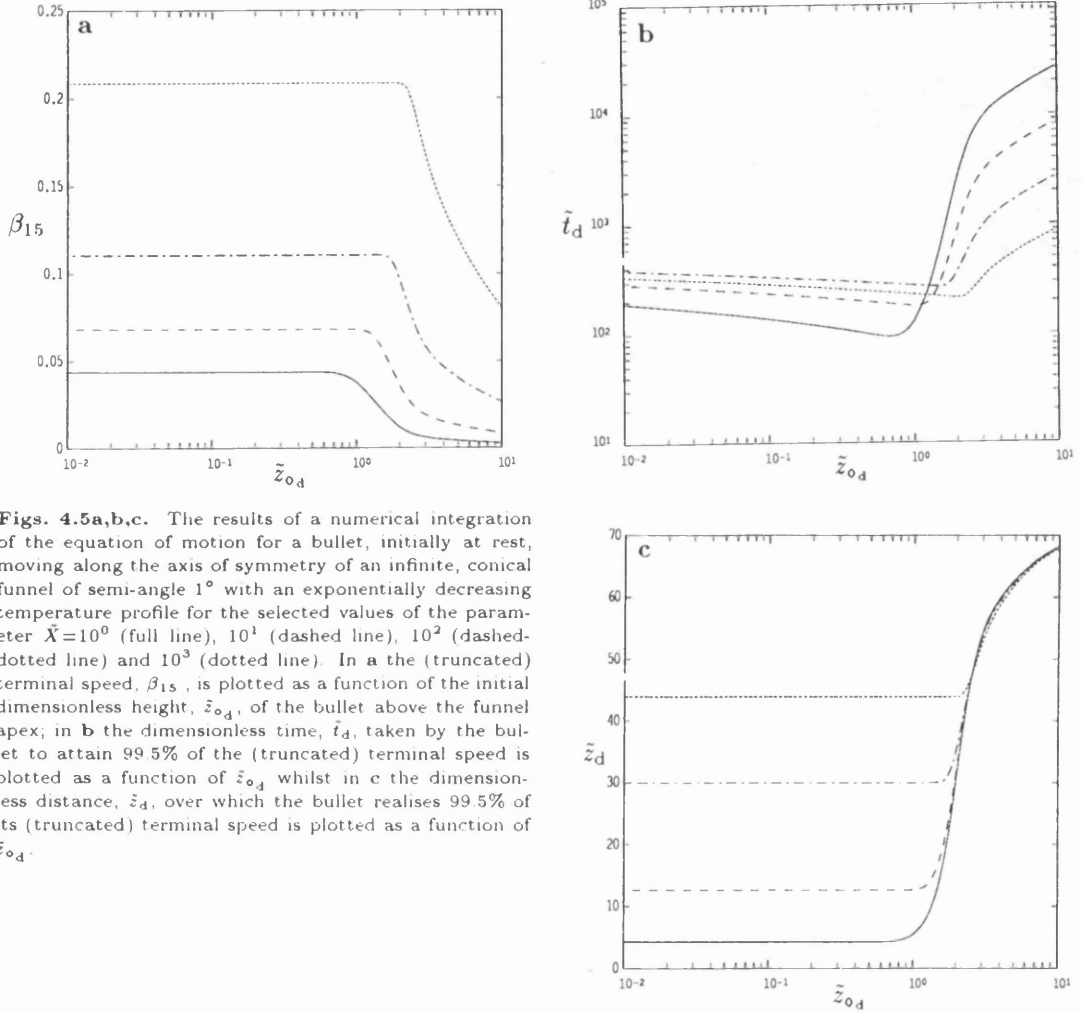 a
0.25
0.2
0.15
0.1
0.05
0
β₁₅
10⁻² 10⁻¹ 10⁰ 10¹
z̃₀d
b
10⁵
10⁴
10³
10²
10¹
t̃d
10⁻² 10⁻¹ 10⁰ 10¹
z̃₀d
Figs. 4.5a,b,c. The results of a numerical integration
of the equation of motion for a bullet, initially at rest,
moving along the axis of symmetry of an infinite, conical
funnel of semi-angle 1° with an exponentially decreasing
temperature profile for the selected values of the param-
eter X̃=10⁰ (full line), 10¹ (dashed line), 10² (dashed-
dotted line) and 10³ (dotted line). In a the (truncated)
terminal speed, β₁₅ , is plotted as a function of the initial
dimensionless height, z̃₀d, of the bullet above the funnel
apex; in b the dimensionless time, t̃d, taken by the bul-
let to attain 99.5% of the (truncated) terminal speed is
plotted as a function of z̃₀d whilst in c the dimension-
less distance, z̃d, over which the bullet realises 99.5% of
its (truncated) terminal speed is plotted as a function of
z̃₀d.
c
70
60
50
40
30
20
10
0
z̃d
10⁻² 10⁻¹ 10⁰ 10¹
z̃₀d